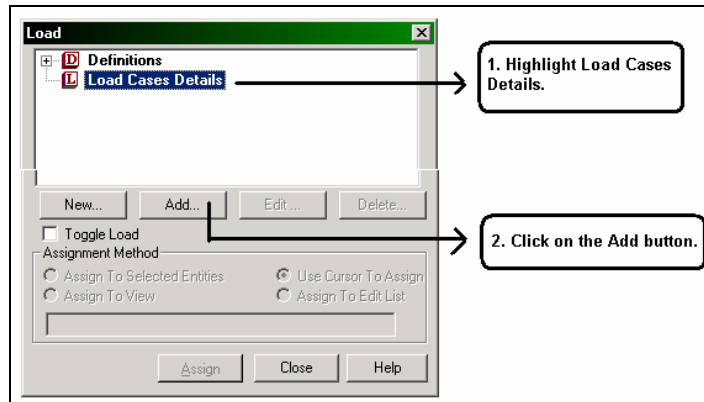 Load
Definitions
Load Cases Details
1. Highlight Load Cases
Details.
New... Add... Edit ... Delete...
Toggle Load
2. Click on the Add button.
Assignment Method
Assign To Selected Entities Use Cursor To Assign
Assign To View Assign To Edit List
Assign Close Help